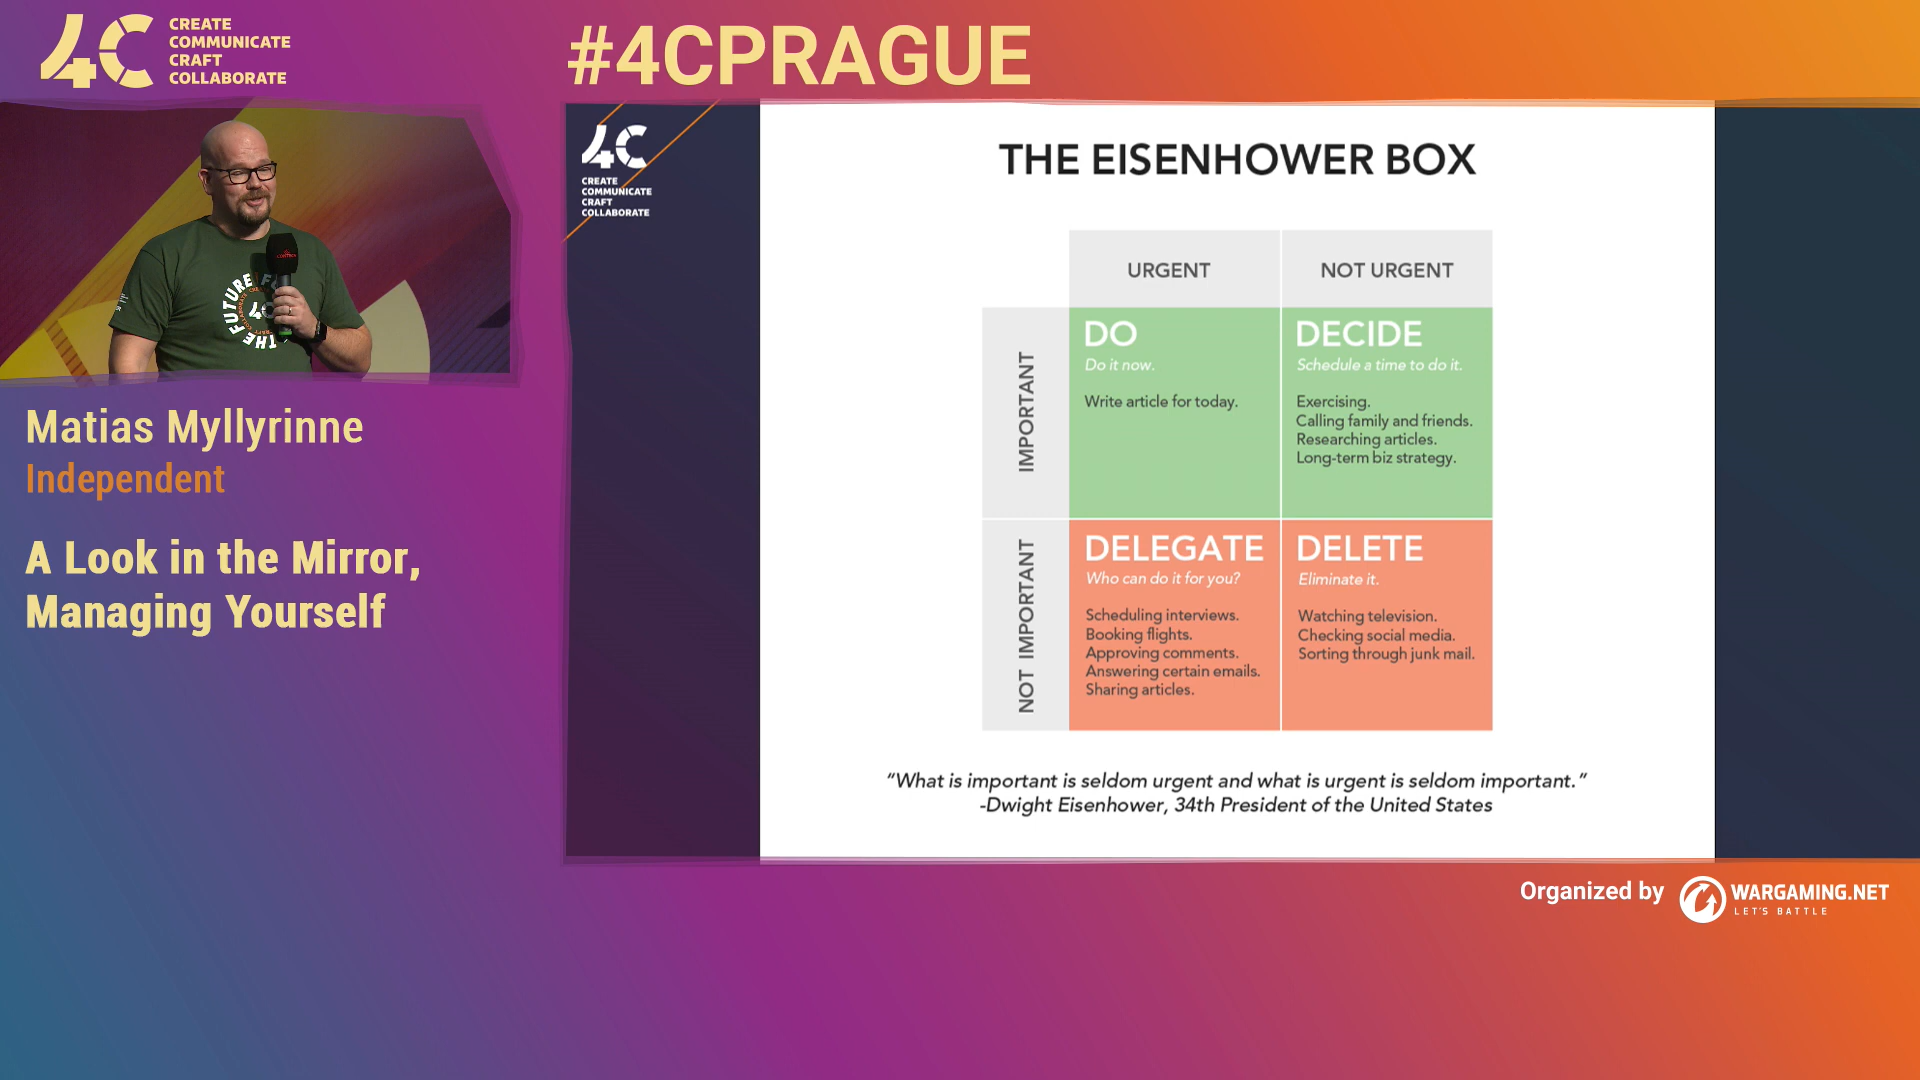 4C
CREATE
COMMUNICATE
CRAFT
COLLABORATE
#4CPRAGUE
THE FUTURE
4C
Matias Myllyrinne
Independent
A Look in the Mirror,
Managing Yourself
4C
CREATE
COMMUNICATE
CRAFT
COLLABORATE
THE EISENHOWER BOX
URGENT
NOT URGENT
IMPORTANT
DO
Do it now.
Write article for today.
DECIDE
Schedule a time to do it.
Exercising.
Calling family and friends.
Researching articles.
Long-term biz strategy.
NOT IMPORTANT
DELEGATE
Who can do it for you?
Scheduling interviews.
Booking flights.
Approving comments.
Answering certain emails.
Sharing articles.
DELETE
Eliminate it.
Watching television.
Checking social media.
Sorting through junk mail.
“What is important is seldom urgent and what is urgent is seldom important.”
-Dwight Eisenhower, 34th President of the United States
Organized by
WARGAMING.NET
LET'S BATTLE